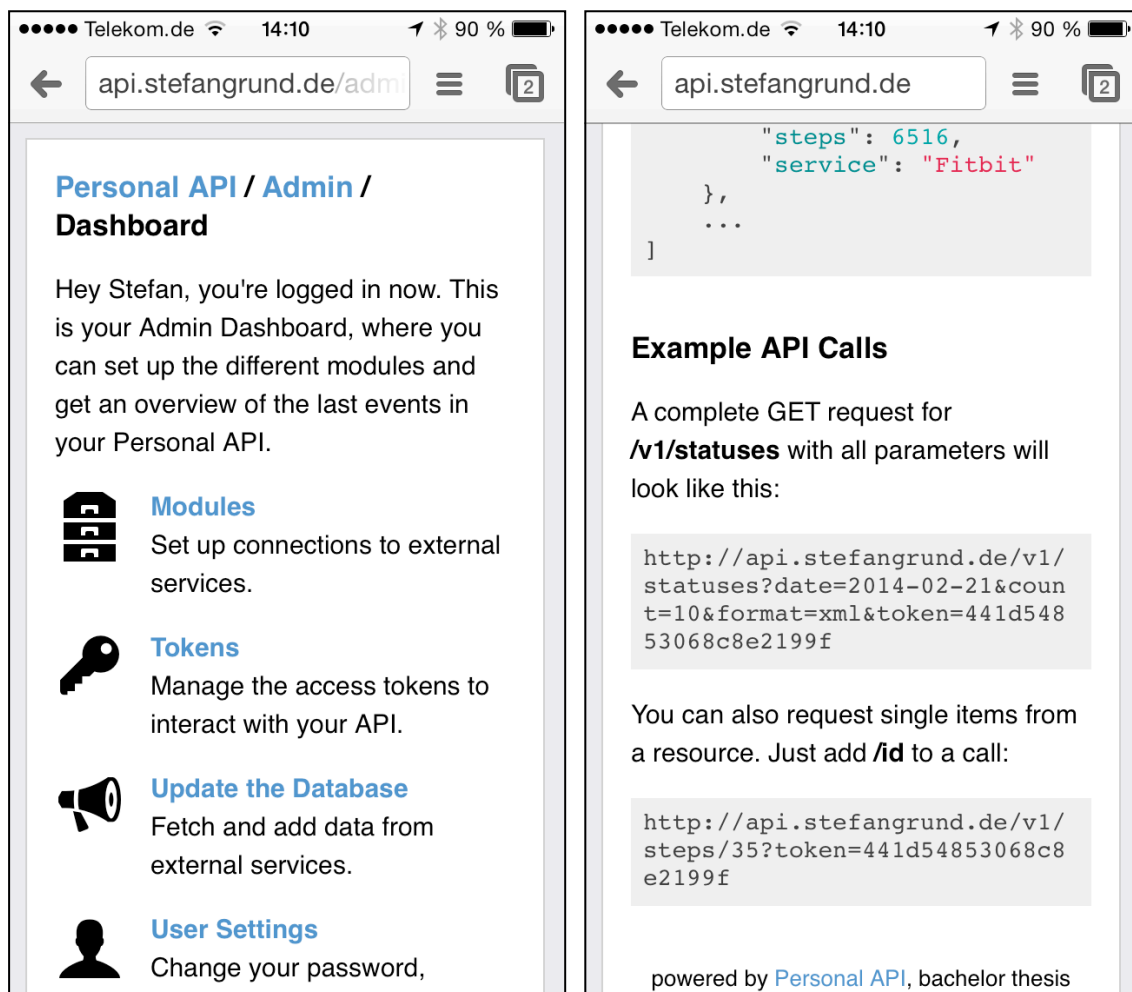 Telekom.de 14:10 90 %
api.stefangrund.de/admi
2
Personal API / Admin /
Dashboard
Hey Stefan, you're logged in now. This
is your Admin Dashboard, where you
can set up the different modules and
get an overview of the last events in
your Personal API.
Modules
Set up connections to external
services.
Tokens
Manage the access tokens to
interact with your API.
Update the Database
Fetch and add data from
external services.
User Settings
Change your password,
Telekom.de 14:10 90 %
api.stefangrund.de
2
"steps": 6516,
"service": "Fitbit"
},
...
]
Example API Calls
A complete GET request for
/v1/statuses with all parameters will
look like this:
http://api.stefangrund.de/v1/
statuses?date=2014-02-21&coun
t=10&format=xml&token=441d548
53068c8e2199f
You can also request single items from
a resource. Just add /id to a call:
http://api.stefangrund.de/v1/
steps/35?token=441d54853068c8
e2199f
powered by Personal API, bachelor thesis